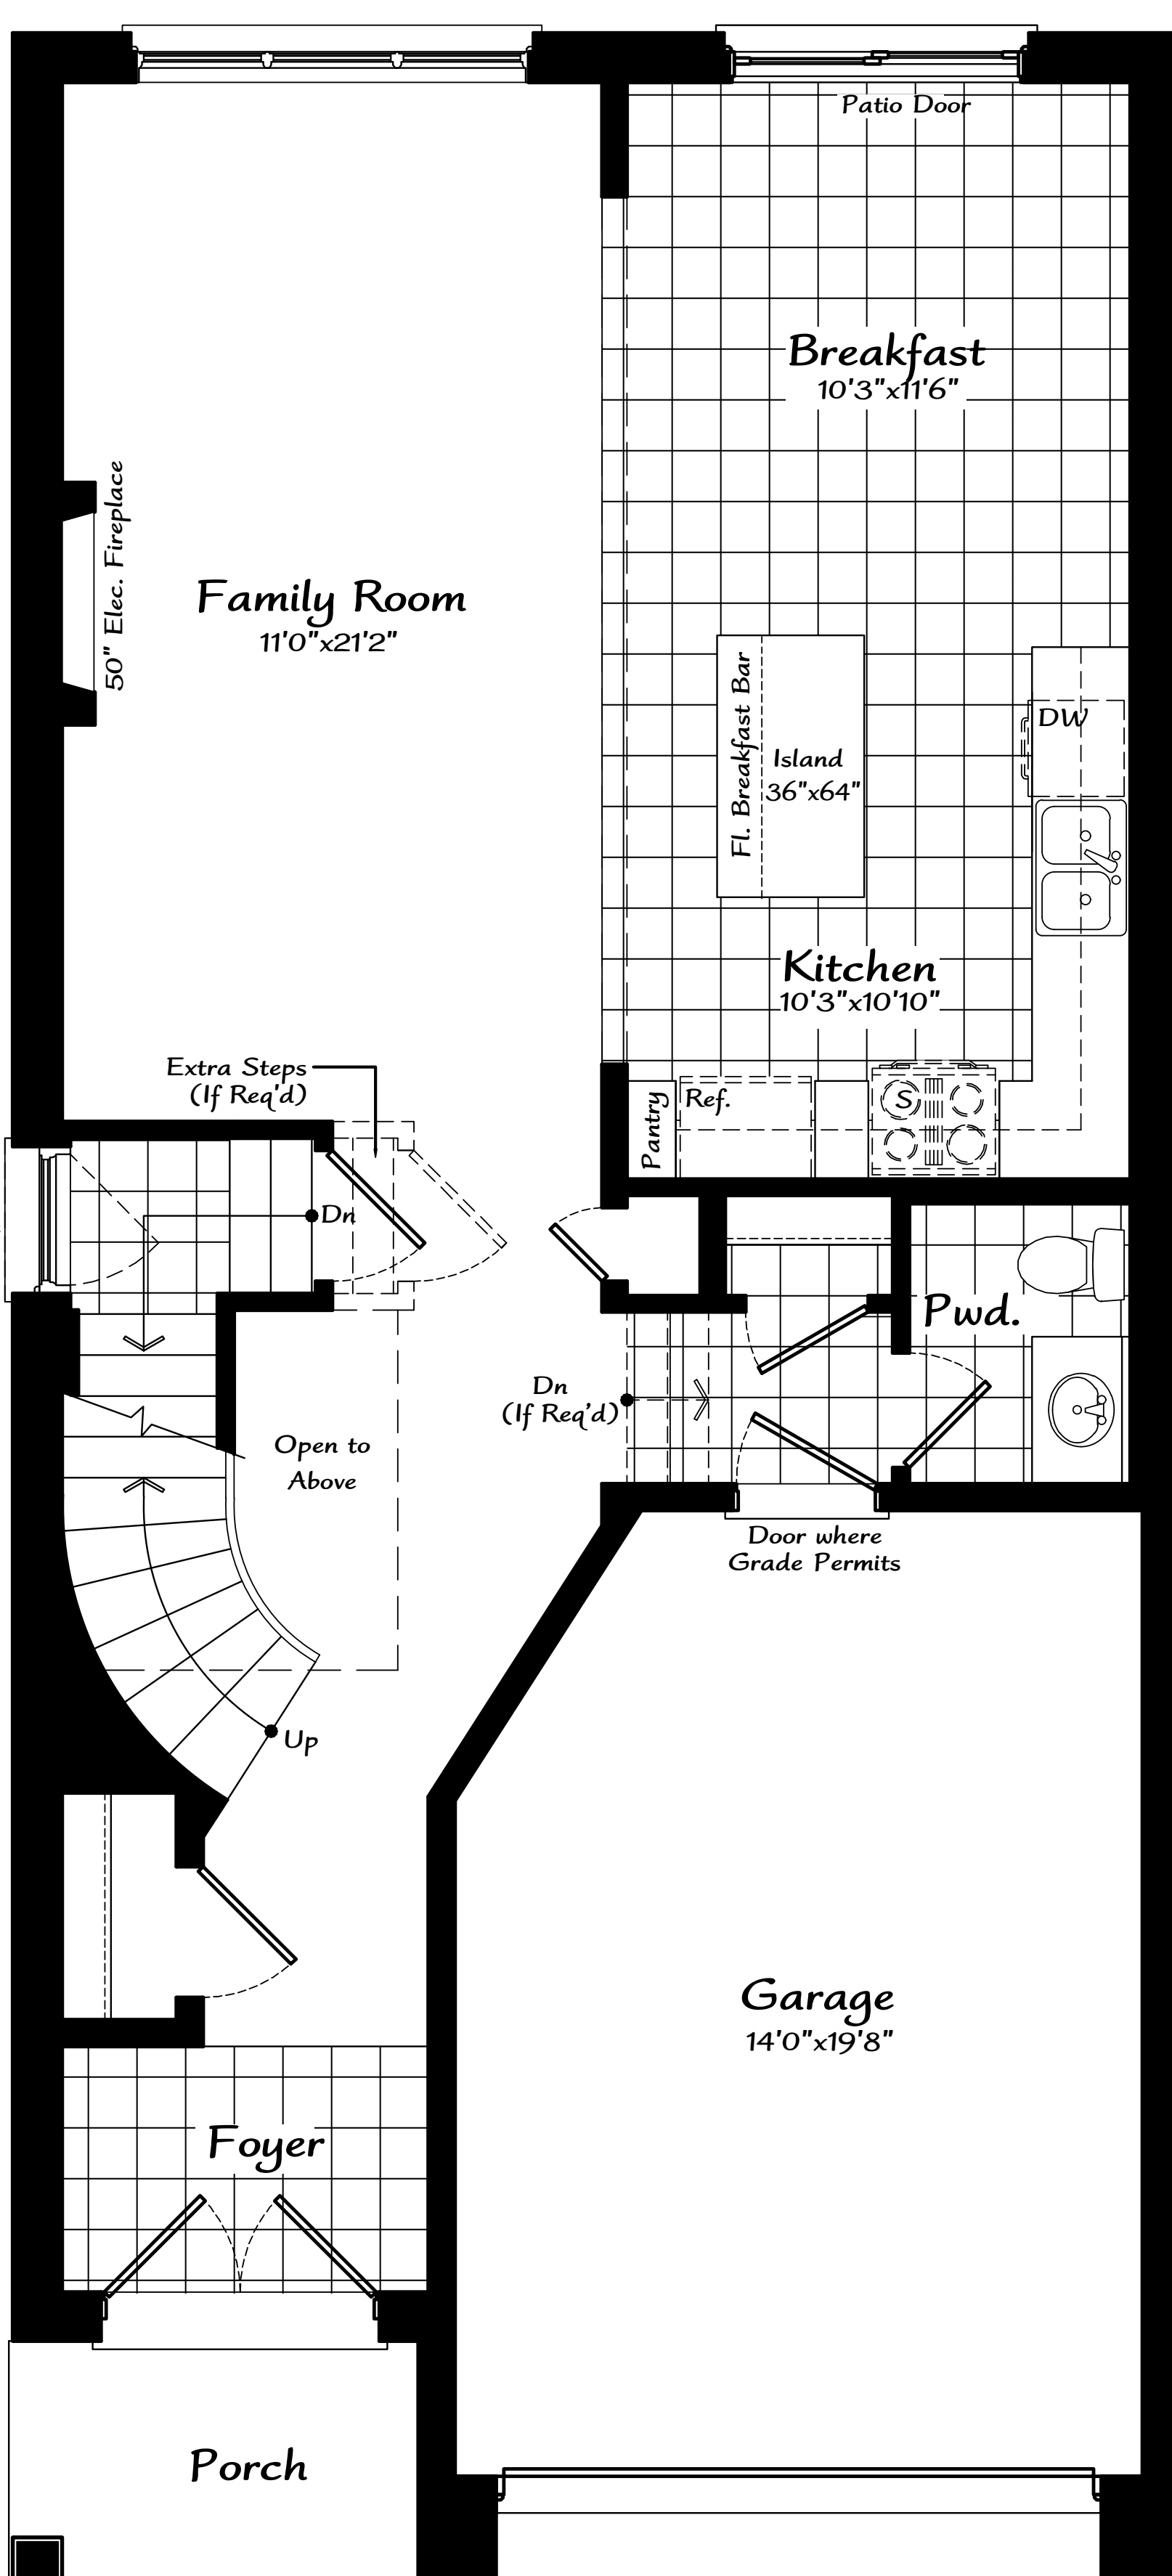 Patio Door
Breakfast
10'3"x11'6"
50" Elec. Fireplace
Family Room
11'0"x21'2"
Fl. Breakfast Bar
Island
36"x64"
DW
Kitchen
10'3"x10'10"
Extra Steps
(If Req'd)
Pantry
Ref.
S
Dn
Pwd.
Dn
(If Req'd)
Open to
Above
Door where
Grade Permits
Up
Garage
14'0"x19'8"
Foyer
Porch